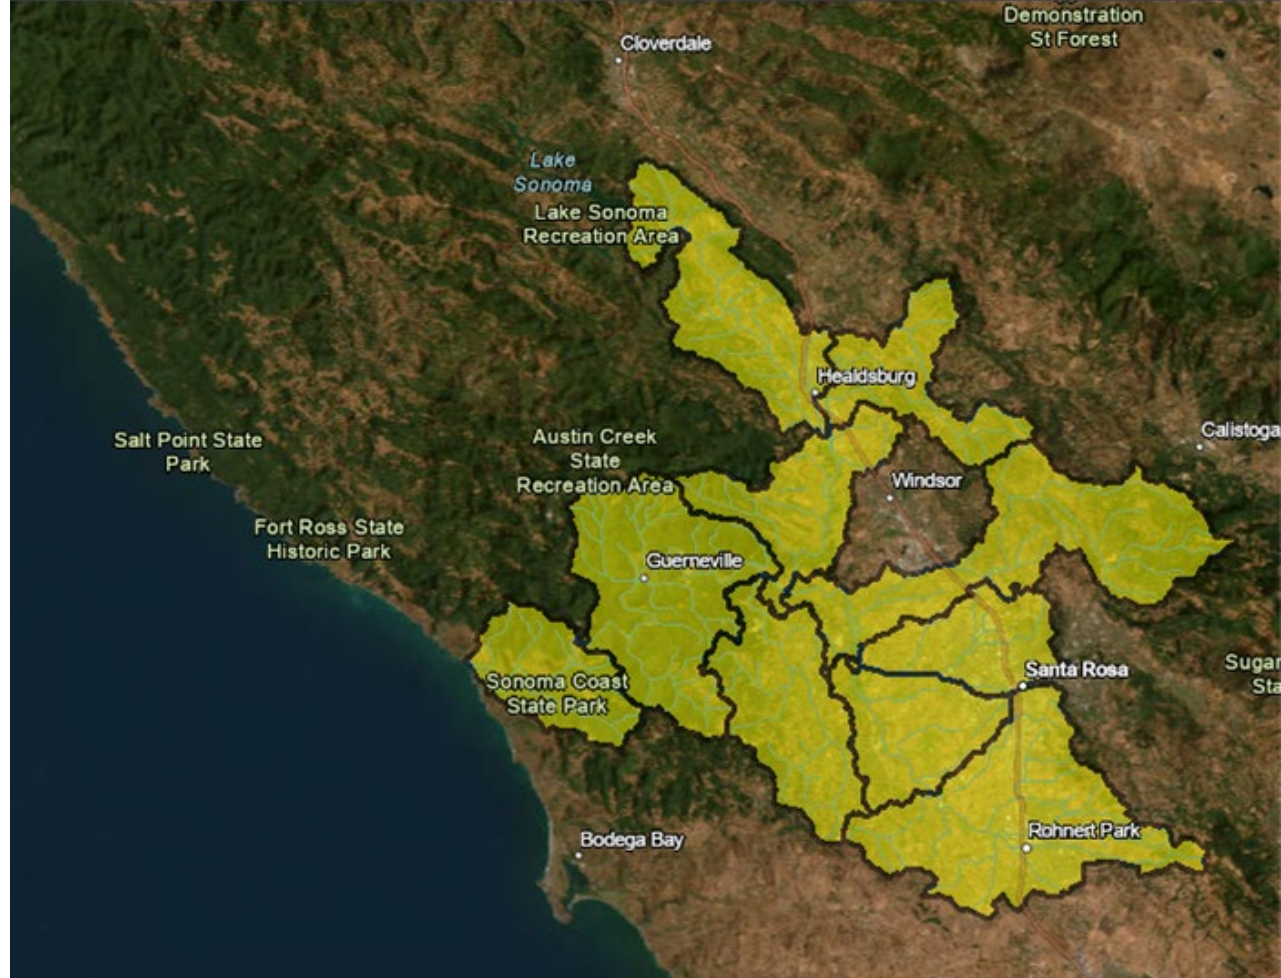 Demonstration
St Forest
Cloverdale
Lake
Sonoma
Lake Sonoma
Recreation Area
Healdsburg
Calistoga
Salt Point State
Park
Austin Creek
State
Recreation Area
Windsor
Fort Ross State
Historic Park
Guerneville
Sugar
Sta
Santa Rosa
Sonoma Coast
State Park
Rohnert Park
Bodega Bay